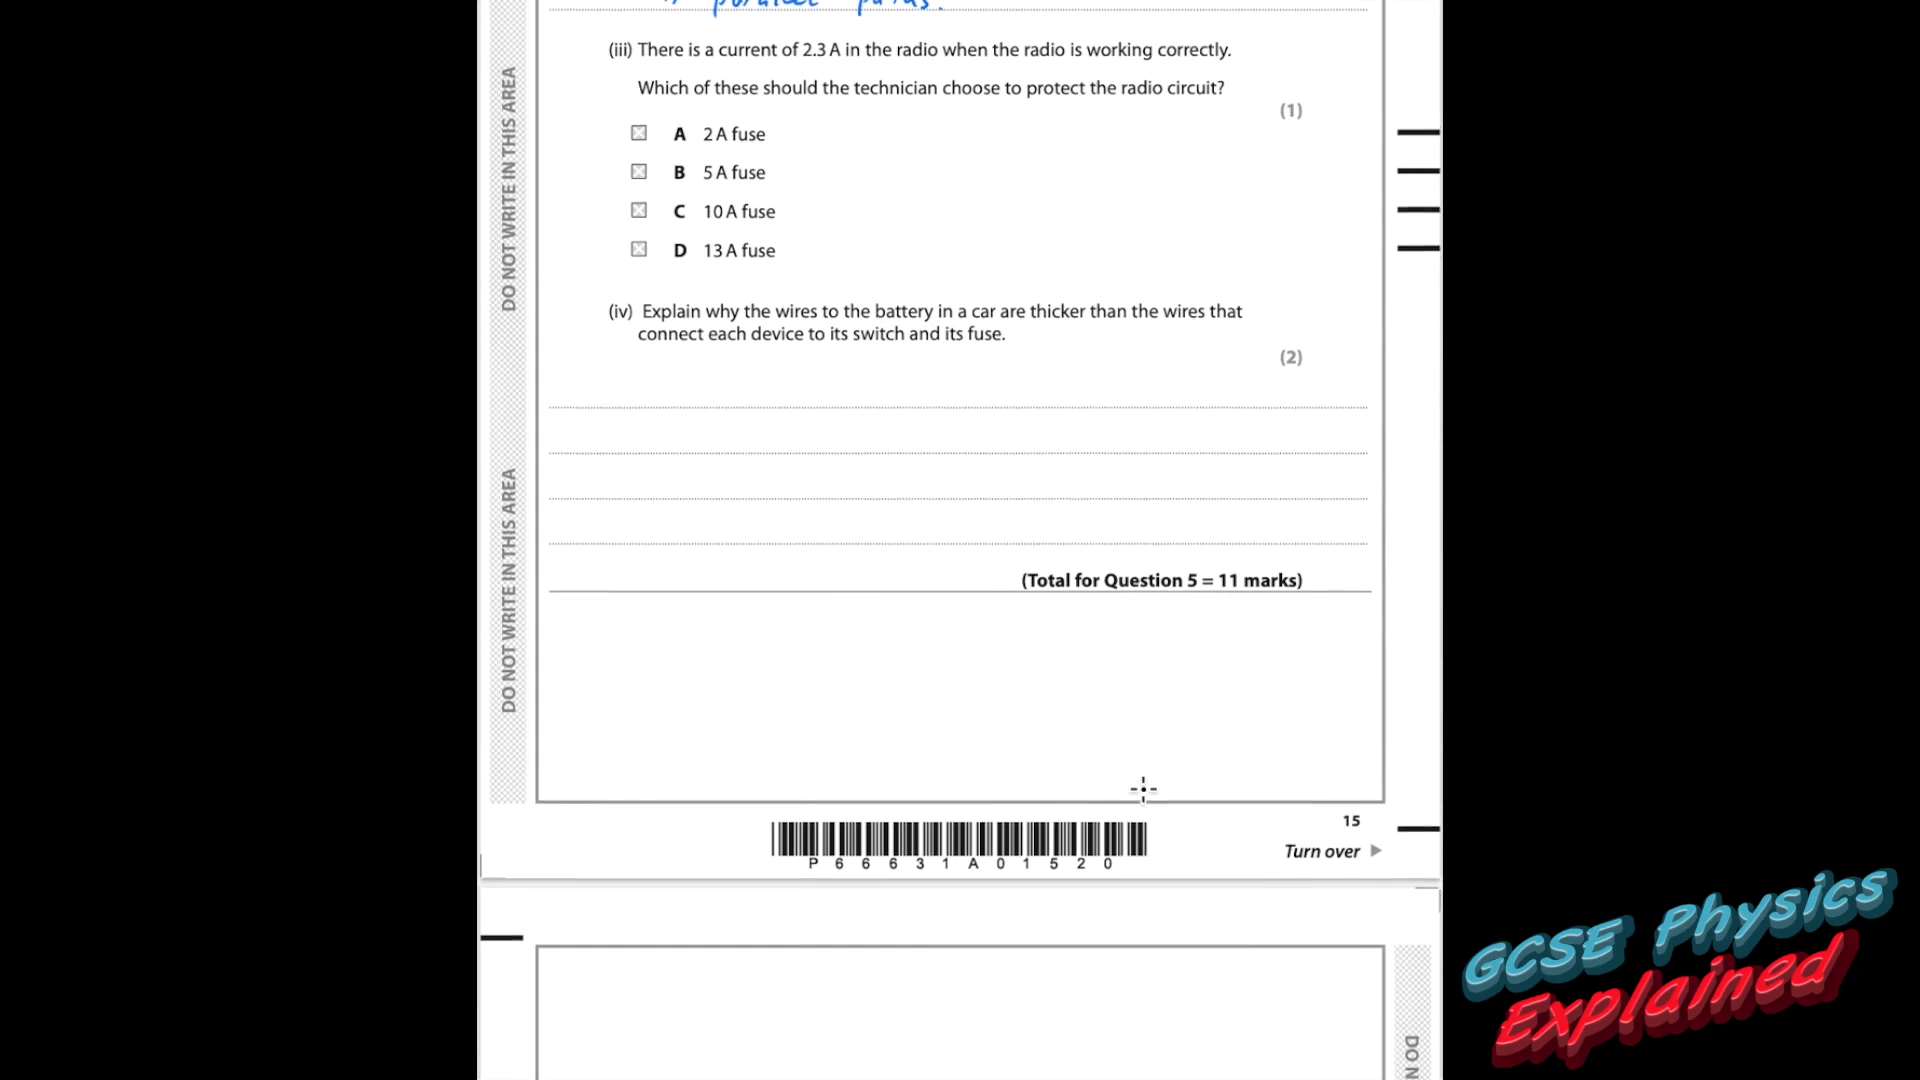 parallel paths.
(iii) There is a current of 2.3 A in the radio when the radio is working correctly.
Which of these should the technician choose to protect the radio circuit?
(1)
A 2 A fuse
B 5 A fuse
C 10 A fuse
D 13 A fuse
(iv) Explain why the wires to the battery in a car are thicker than the wires that
connect each device to its switch and its fuse.
(2)
(Total for Question 5 = 11 marks)
DO NOT WRITE IN THIS AREA
DO NOT WRITE IN THIS AREA
P 6 6 6 3 1 A 0 1 5 2 0
15
Turn over
GCSE Physics
Explained
DO N